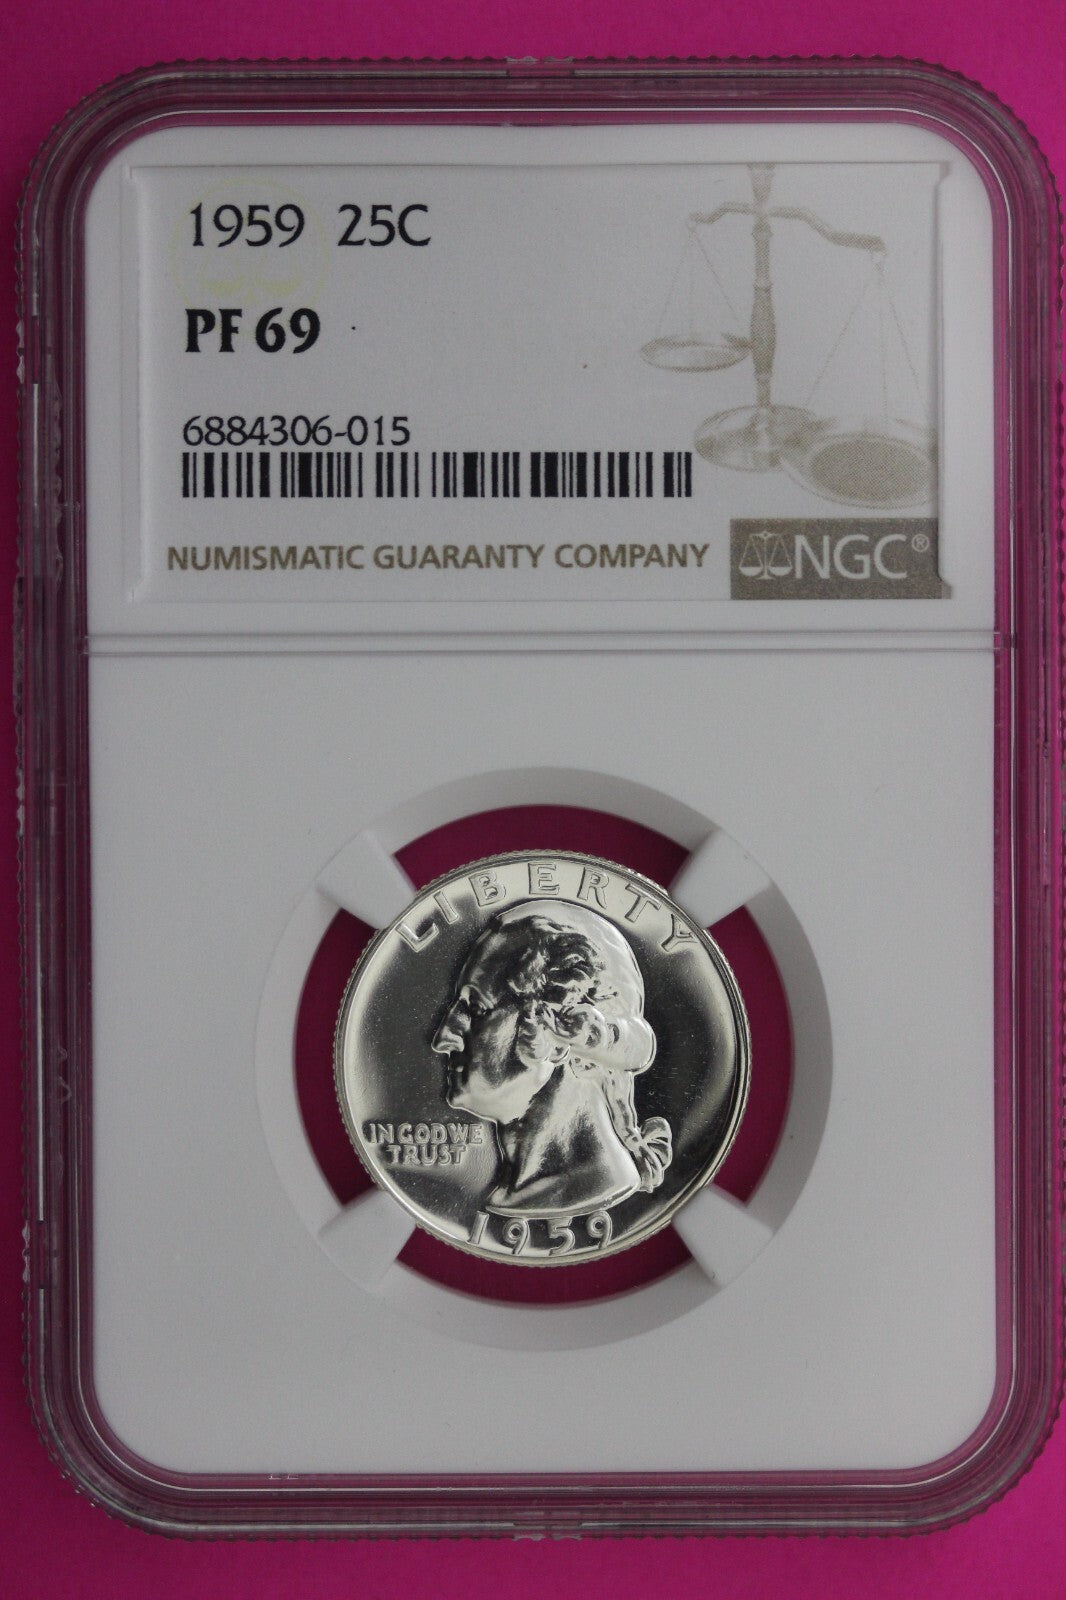 1959 25C
PF 69
6884306-015
NUMISMATIC GUARANTY COMPANY
NGC®
LIBERTY
IN GOD WE
TRUST
1959